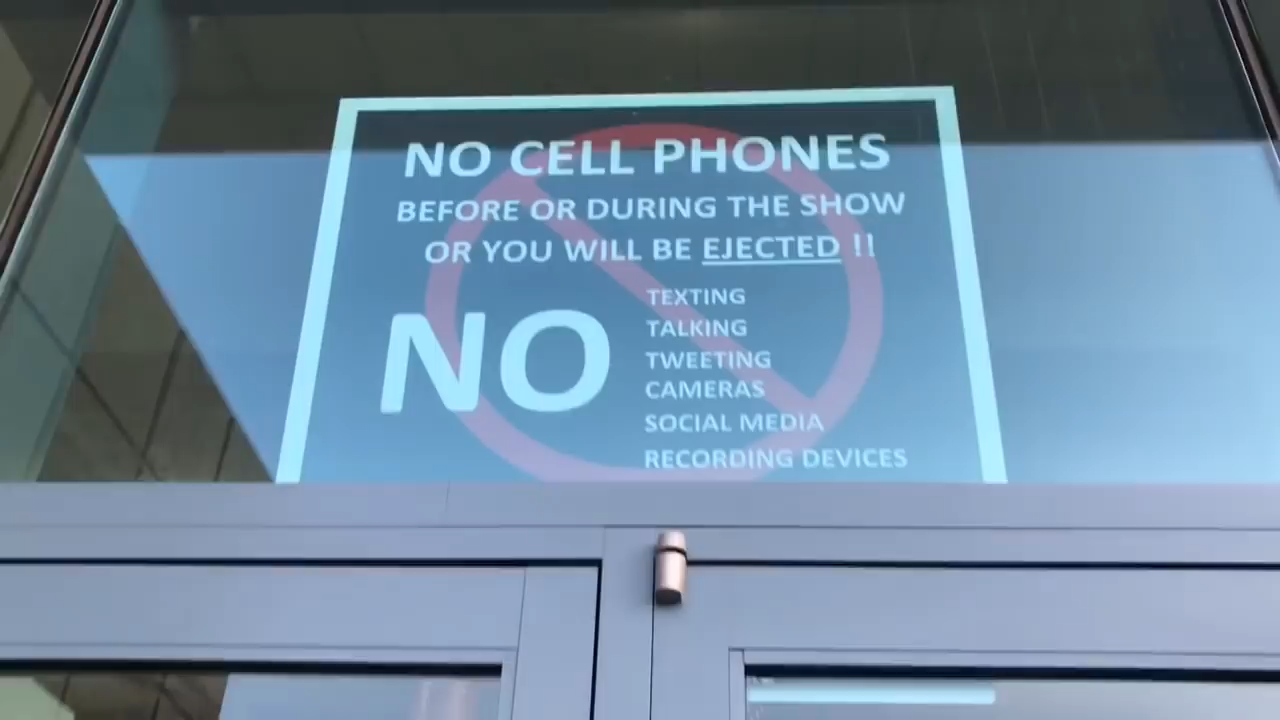 NO CELL PHONES
BEFORE OR DURING THE SHOW
OR YOU WILL BE EJECTED !!
NO
TEXTING
TALKING
TWEETING
CAMERAS
SOCIAL MEDIA
RECORDING DEVICES